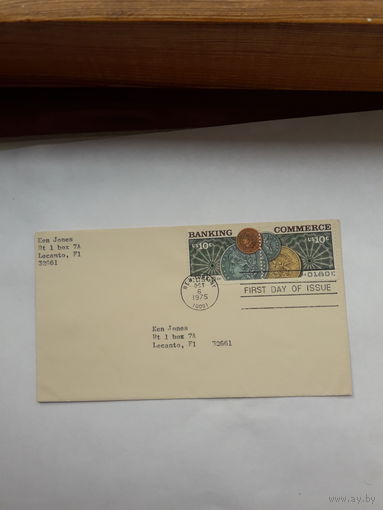 Ken Jones
Rt 1 box 7A
Lecanto, Fl
32661
BANKING COMMERCE
US 10c US 10c
OCT
6
1975
FIRST DAY OF ISSUE
Ken Jones
Rt 1 box 7A
Lecanto, Fl 32661
ay.by